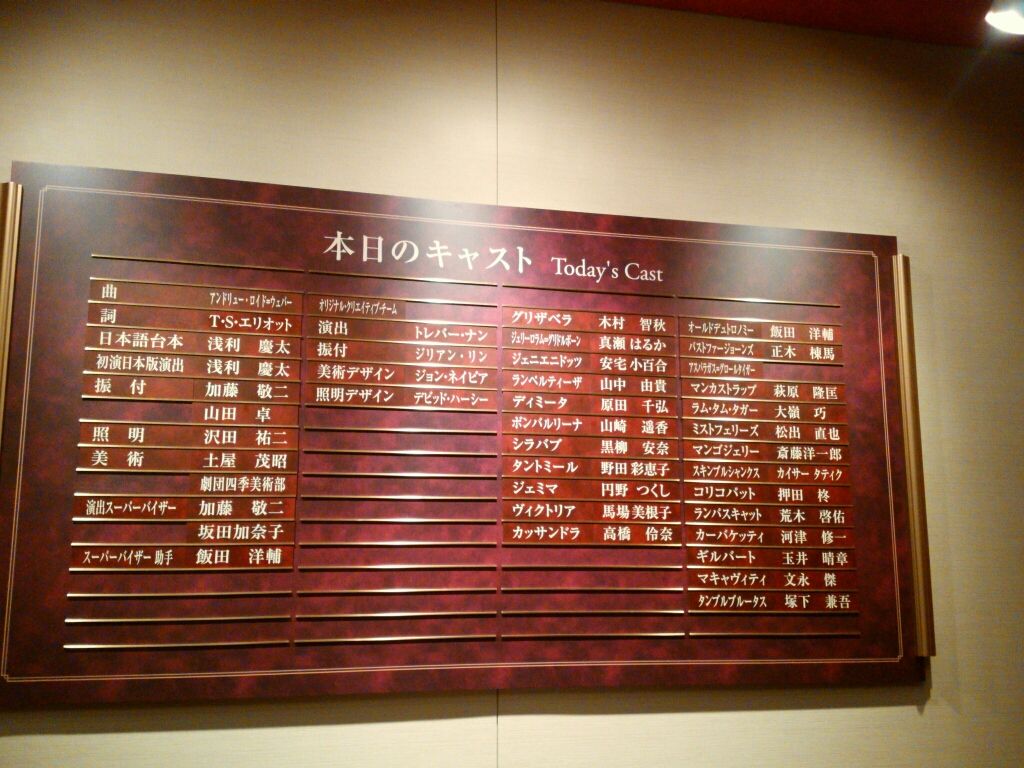 本日のキャスト Today's Cast
曲 アンドリュー・ロイド=ウェバー
詞 T・S・エリオット
日本語台本 浅利 慶太
初演日本版演出 浅利 慶太
振付 加藤 敬二
山田 卓
照明 沢田 祐二
美術 土屋 茂昭
劇団四季美術部
演出スーパーバイザー 加藤 敬二
坂田加奈子
スーパーバイザー助手 飯田 洋輔
オリジナル・クリエイティブ・チーム
演出 トレバー・ナン
振付 ジリアン・リン
美術デザイン ジョン・ネイピア
照明デザイン デビッド・ハーシー
グリザベラ 木村 智秋
ジェリーロラム=グリドルボーン 真瀬 はるか
ジェニエニドッツ 安宅 小百合
ランペルティーザ 山中 由貴
ディミータ 原田 千弘
ボンバルリーナ 山崎 遥香
シラバブ 黒柳 安奈
タントミール 野田 彩恵子
ジェミマ 円野 つくし
ヴィクトリア 馬場 美根子
カッサンドラ 高橋 伶奈
オールドデュトロノミー 飯田 洋輔
バストファージョーンズ 正木 棟馬
アスパラガス=グロールタイガー
マンカストラップ 萩原 隆匡
ラム・タム・タガー 大嶺 巧
ミストフェリーズ 松出 直也
マンゴジェリー 斎藤洋一郎
スキンブルシャンクス カイサー タティク
コリコパット 押田 柊
ランパスキャット 荒木 啓佑
カーバケッティ 河津 修一
ギルバート 玉井 晴章
マキャヴィティ 文永 傑
タンブルブルータス 塚下 兼吾